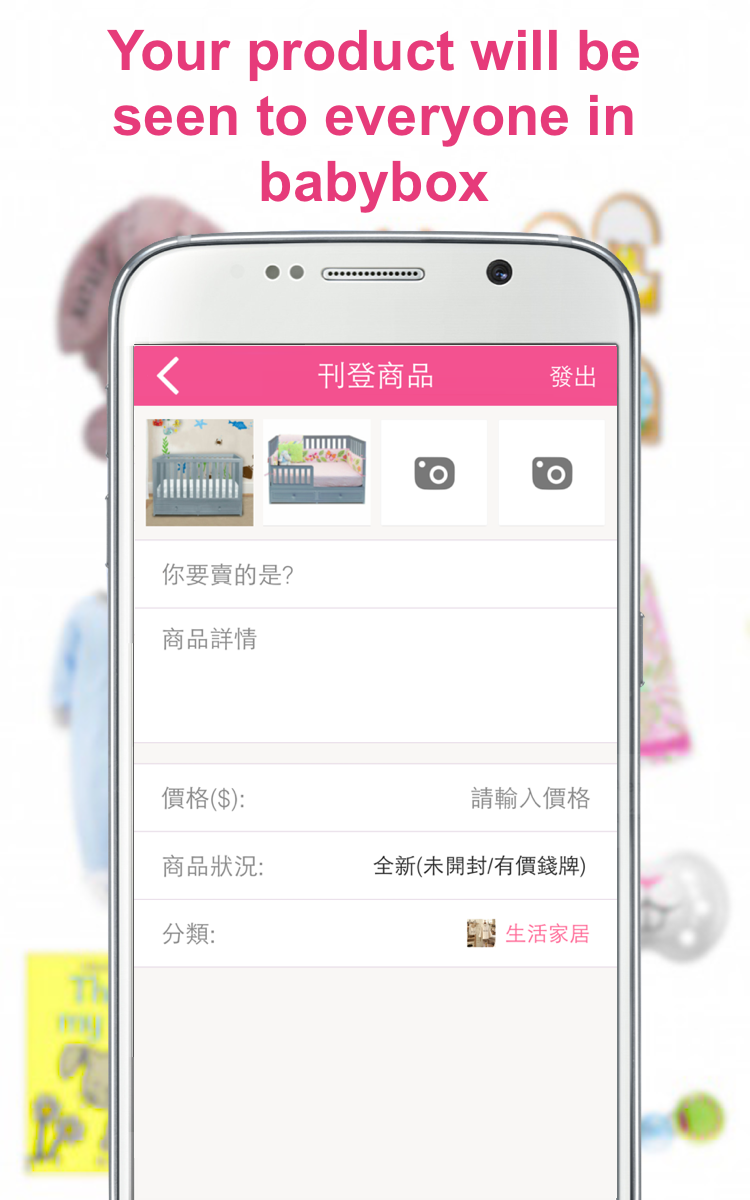 Your product will be
seen to everyone in
babybox
刊登商品
發出
你要賣的是?
商品詳情
價格($):
請輸入價格
商品狀況:
全新(未開封/有價錢牌)
分類:
生活家居
Th
my